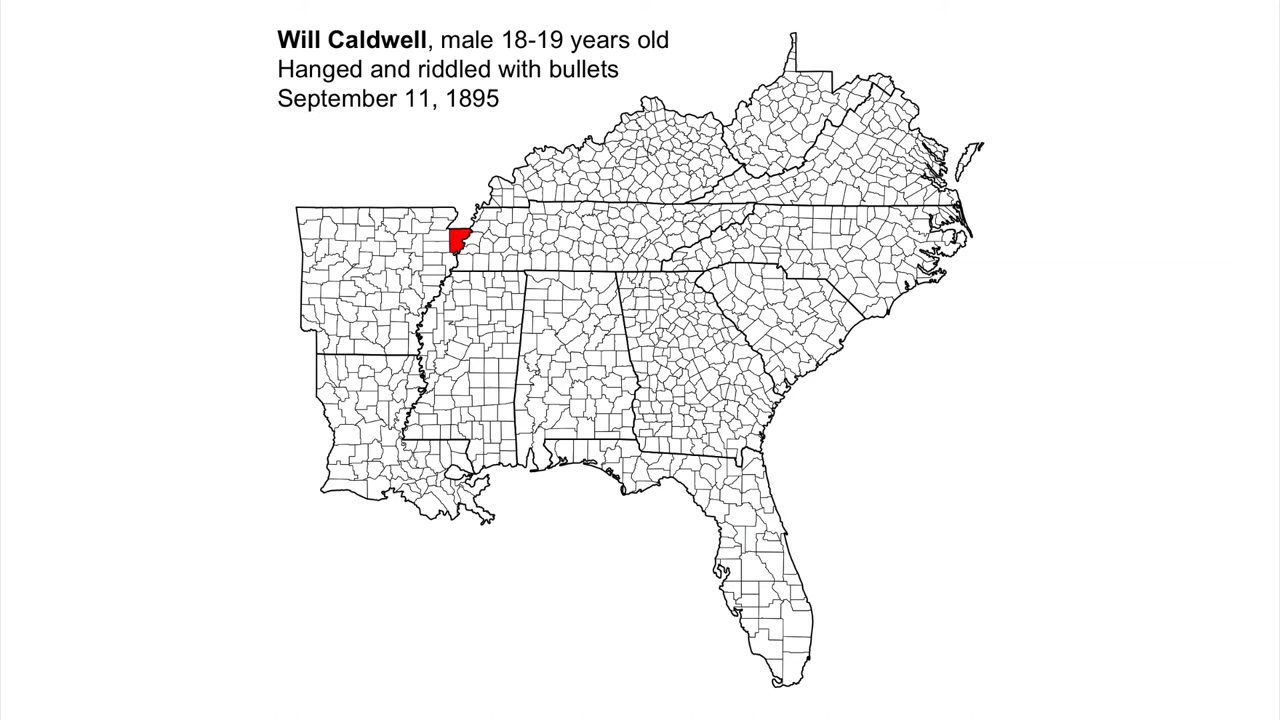 Will Caldwell, male 18-19 years old
Hanged and riddled with bullets
September 11, 1895